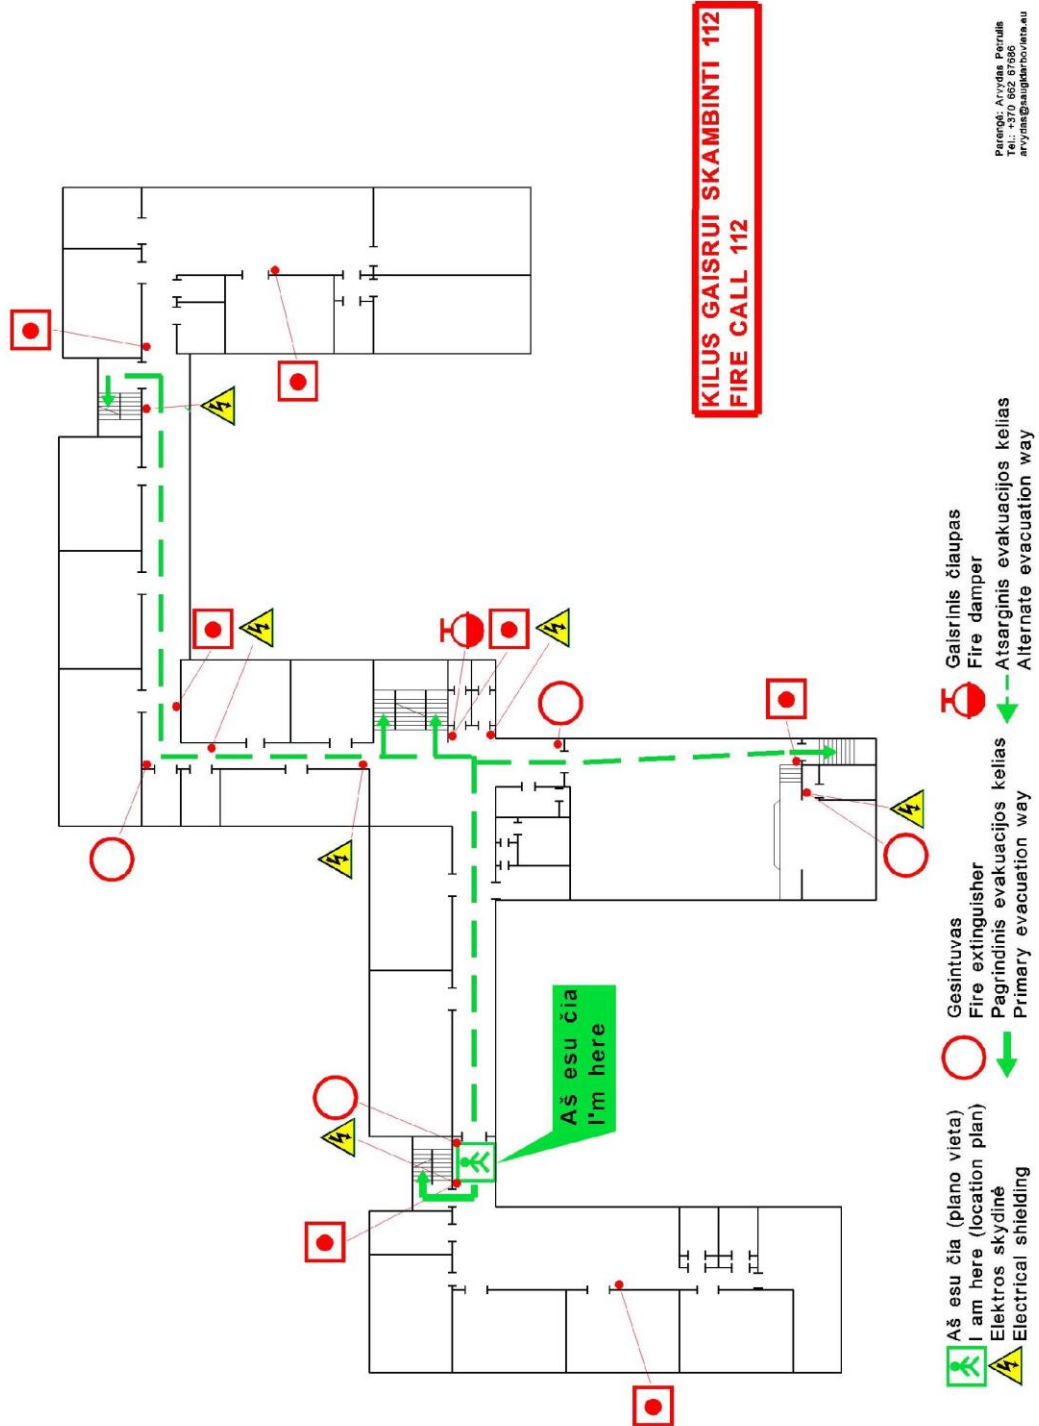 KILUS GAISRUI SKAMBINTI 112
FIRE CALL 112
Parengė: Arvydas Petrulis
Tel.: +370 662 67686
arvydas@saugidarbovieta.eu
Aš esu čia
I'm here
Aš esu čia (plano vieta)
I am here (location plan)
Elektros skydinė
Electrical shielding
Gesintuvas
Fire extinguisher
Pagrindinis evakuacijos kelias
Primary evacuation way
Gaisrinis čiaupas
Fire damper
Atsarginis evakuacijos kelias
Alternate evacuation way